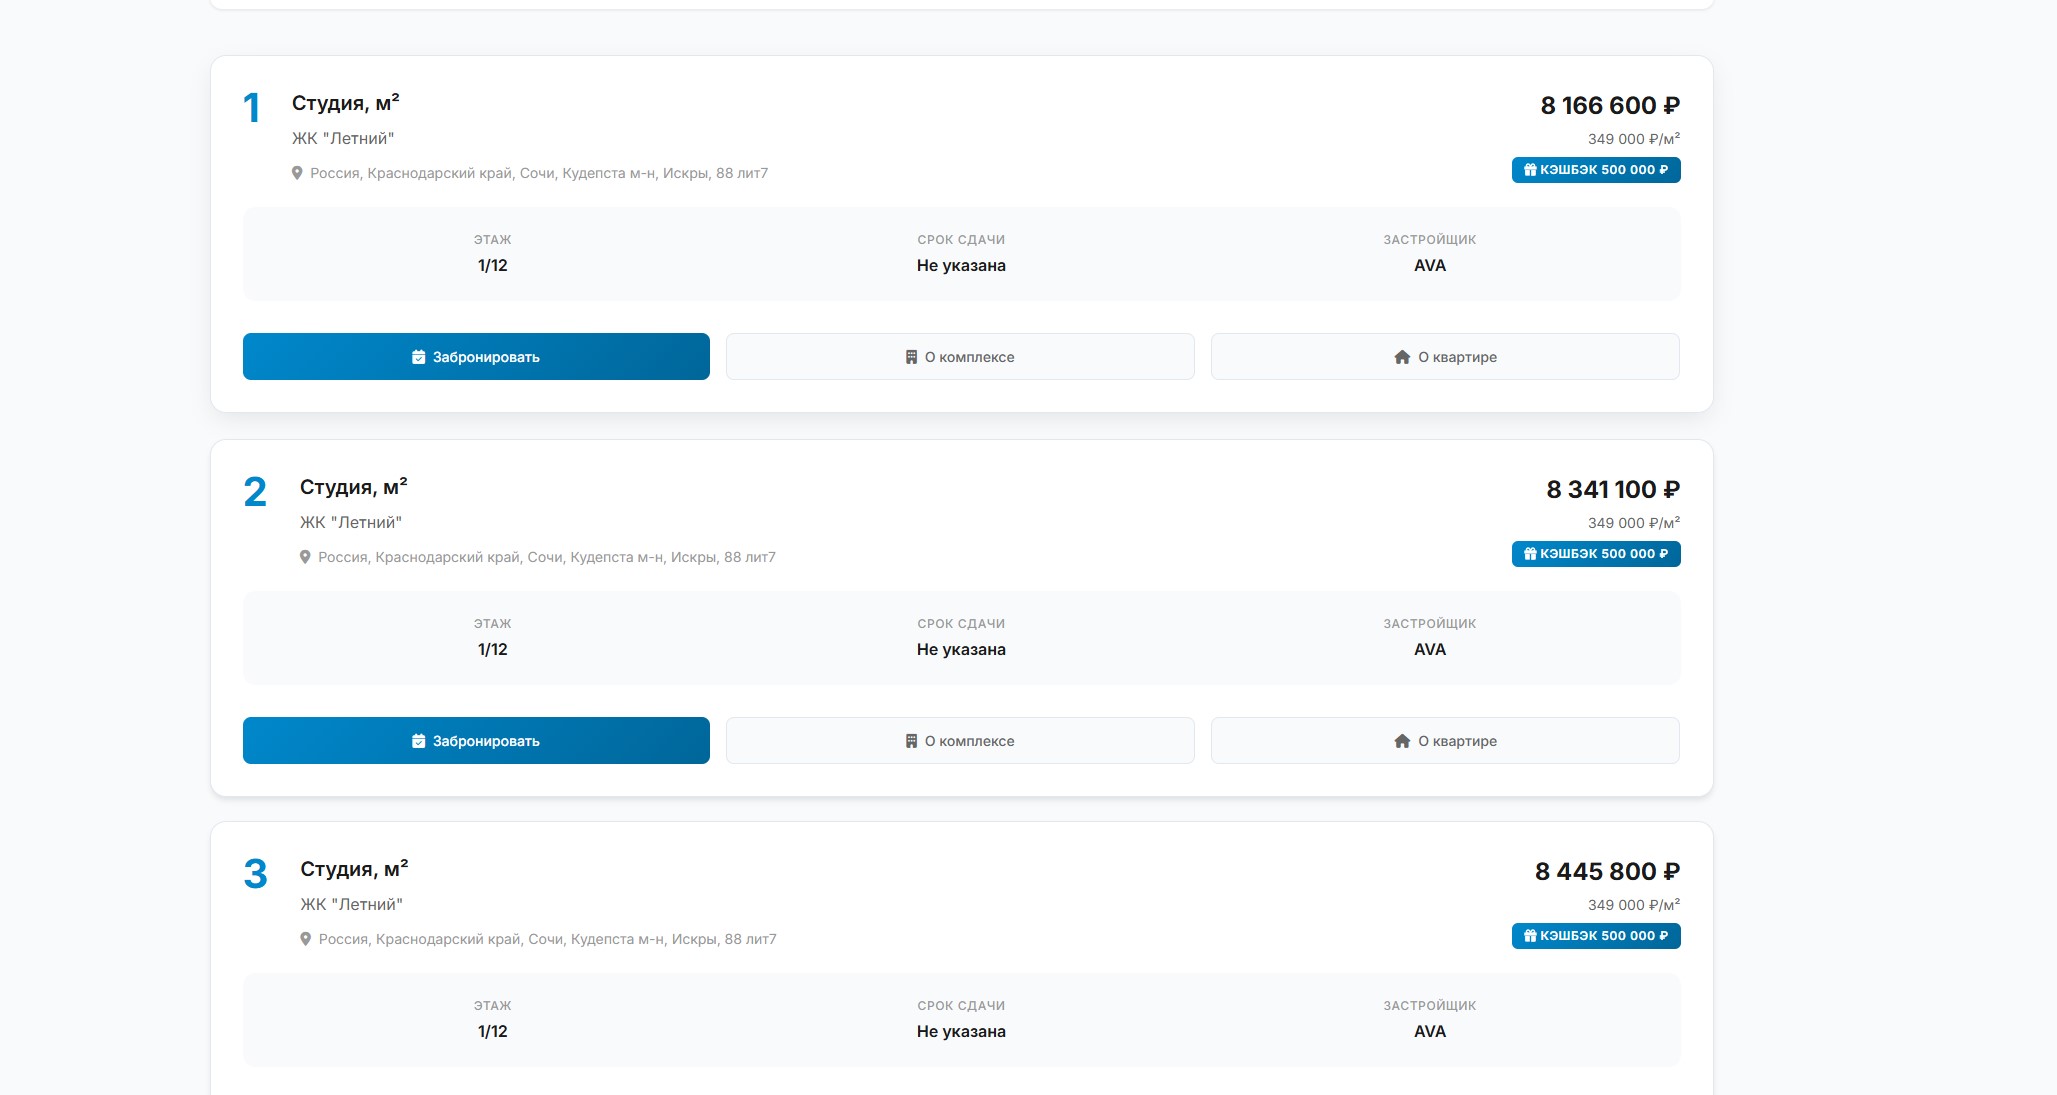 1
Студия, м²
ЖК "Летний"
Россия, Краснодарский край, Сочи, Кудепста м-н, Искры, 88 лит7
8 166 600 ₽
349 000 ₽/м²
КЭШБЭК 500 000 ₽
ЭТАЖ
1/12
СРОК СДАЧИ
Не указана
ЗАСТРОЙЩИК
AVA
Забронировать
О комплексе
О квартире
2
Студия, м²
ЖК "Летний"
Россия, Краснодарский край, Сочи, Кудепста м-н, Искры, 88 лит7
8 341 100 ₽
349 000 ₽/м²
КЭШБЭК 500 000 ₽
ЭТАЖ
1/12
СРОК СДАЧИ
Не указана
ЗАСТРОЙЩИК
AVA
Забронировать
О комплексе
О квартире
3
Студия, м²
ЖК "Летний"
Россия, Краснодарский край, Сочи, Кудепста м-н, Искры, 88 лит7
8 445 800 ₽
349 000 ₽/м²
КЭШБЭК 500 000 ₽
ЭТАЖ
1/12
СРОК СДАЧИ
Не указана
ЗАСТРОЙЩИК
AVA